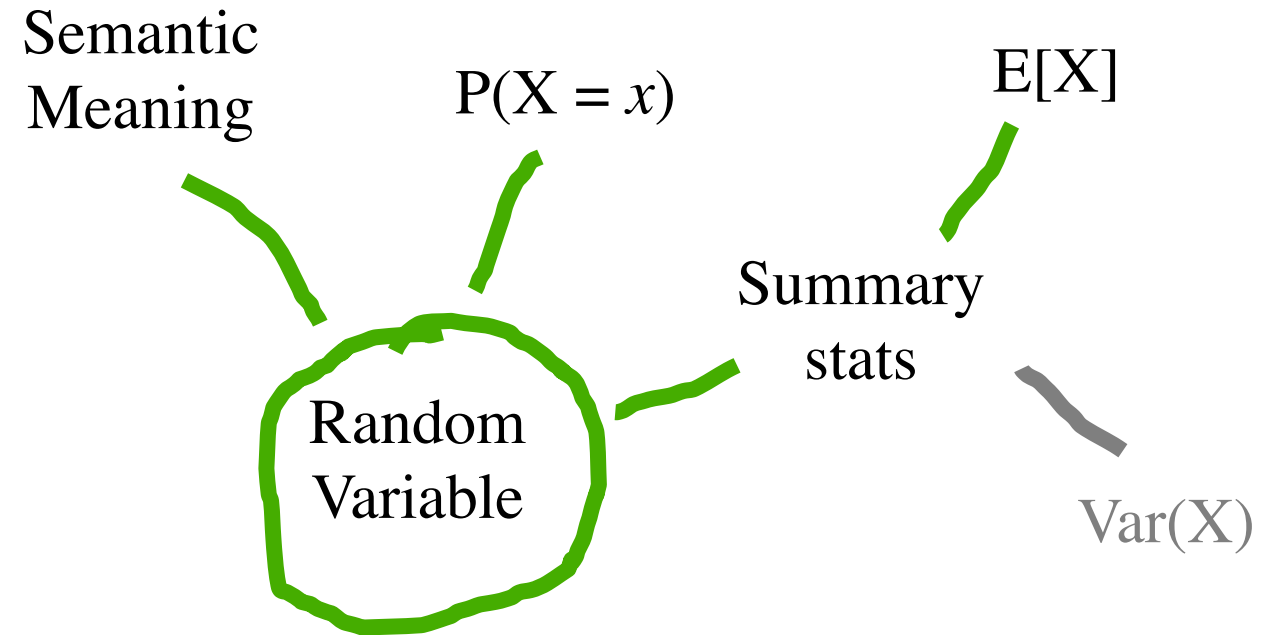 Semantic
Meaning
P(X = x)
E[X]
Summary
stats
Random
Variable
Var(X)